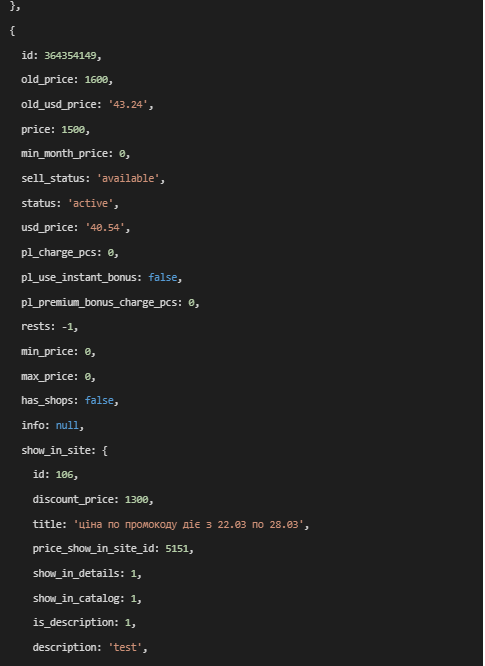 },
{
id: 364354149,
old_price: 1600,
old_usd_price: '43.24',
price: 1500,
min_month_price: 0,
sell_status: 'available',
status: 'active',
usd_price: '40.54',
pl_charge_pcs: 0,
pl_use_instant_bonus: false,
pl_premium_bonus_charge_pcs: 0,
rests: -1,
min_price: 0,
max_price: 0,
has_shops: false,
info: null,
show_in_site: {
id: 106,
discount_price: 1300,
title: 'ціна по промокоду діє з 22.03 по 28.03',
price_show_in_site_id: 5151,
show_in_details: 1,
show_in_catalog: 1,
is_description: 1,
description: 'test',